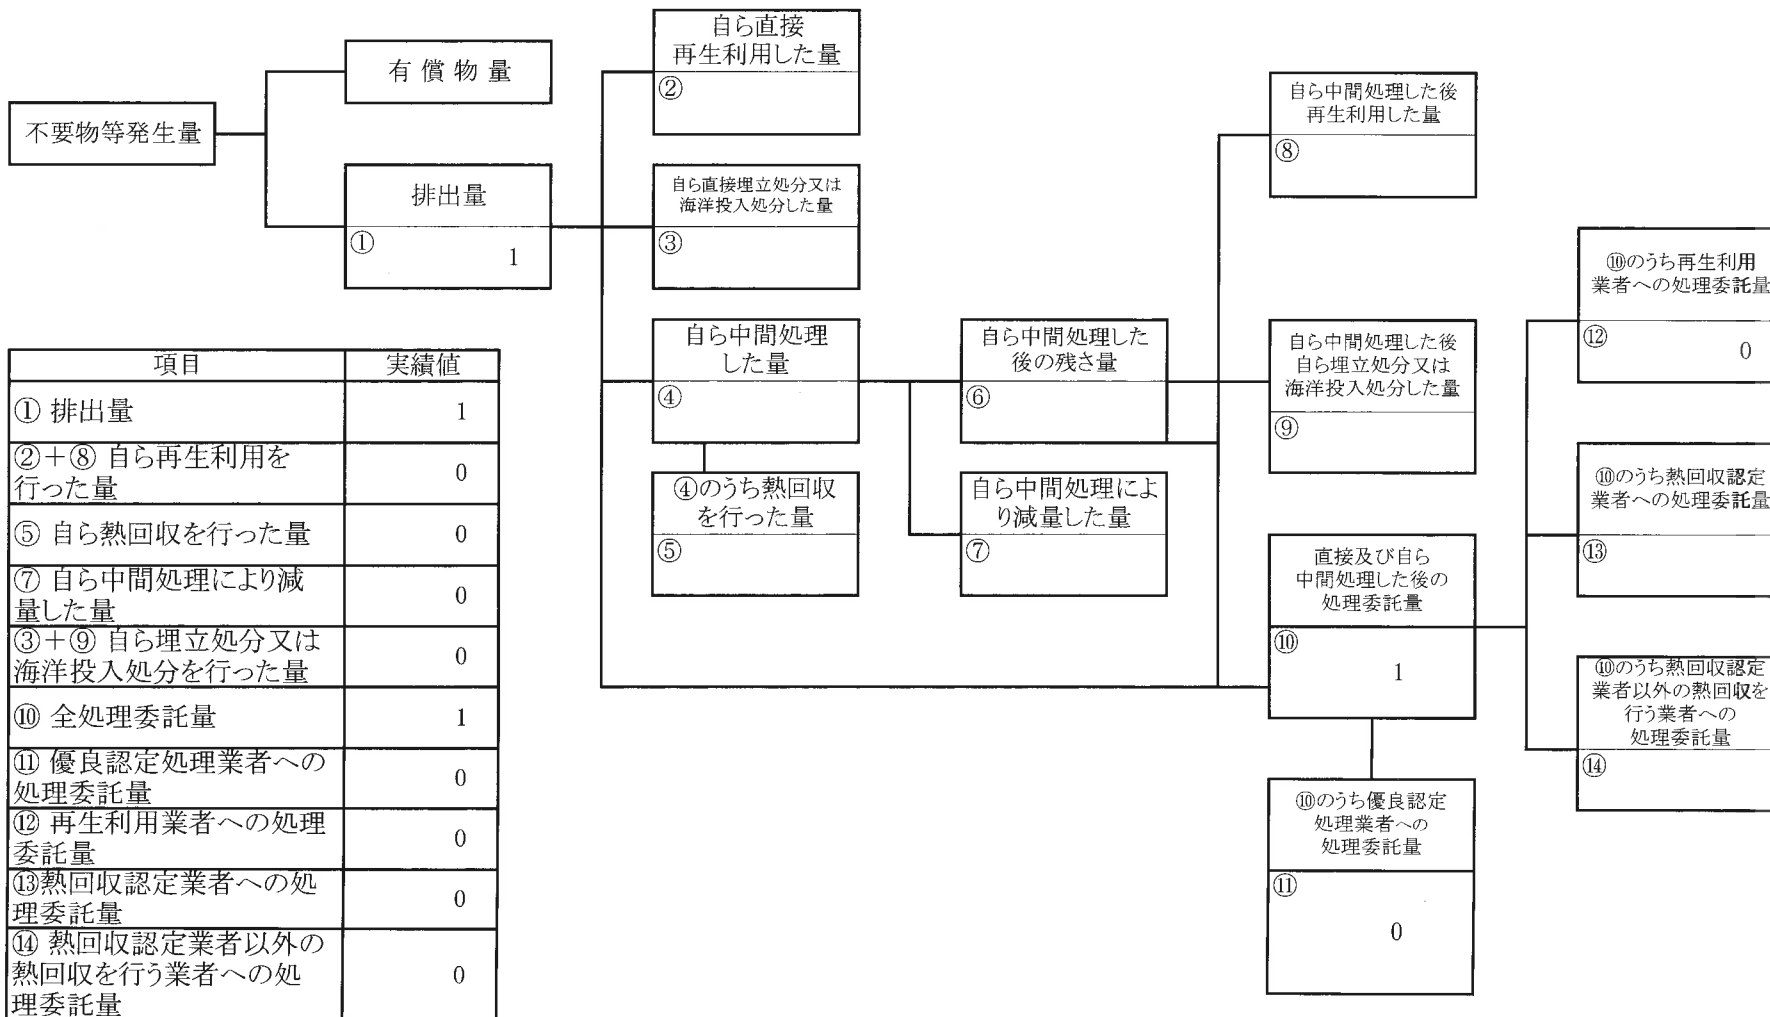 不要物等発生量
有償物量
排出量
①
1
自ら直接
再生利用した量
②
自ら直接埋立処分又は
海洋投入処分した量
③
自ら中間処理
した量
④
④のうち熱回収
を行った量
⑤
自ら中間処理した
後の残さ量
⑥
自ら中間処理によ
り減量した量
⑦
自ら中間処理した後
再生利用した量
⑧
自ら中間処理した後
自ら埋立処分又は
海洋投入処分した量
⑨
直接及び自ら
中間処理した後の
処理委託量
⑩
1
⑩のうち優良認定
処理業者への
処理委託量
⑪
0
⑩のうち再生利用
業者への処理委託量
⑫
0
⑩のうち熱回収認定
業者への処理委託量
⑬
⑩のうち熱回収認定
業者以外の熱回収を
行う業者への
処理委託量
⑭
項目 実績値
① 排出量 1
②＋⑧ 自ら再生利用を
行った量 0
⑤ 自ら熱回収を行った量 0
⑦ 自ら中間処理により減
量した量 0
③＋⑨ 自ら埋立処分又は
海洋投入処分を行った量 0
⑩ 全処理委託量 1
⑪ 優良認定処理業者への
処理委託量 0
⑫ 再生利用業者への処理
委託量 0
⑬熱回収認定業者への処
理委託量 0
⑭ 熱回収認定業者以外の
熱回収を行う業者への処
理委託量 0